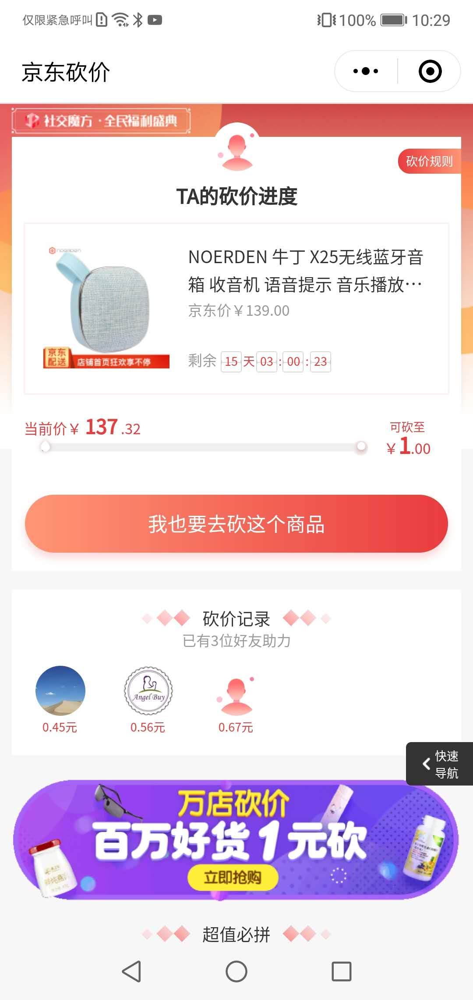 仅限紧急呼叫 100% 10:29
京东砍价
社交魔方·全民福利盛典
砍价规则
TA的砍价进度
NOERDEN
NOERDEN 牛丁 X25无线蓝牙音
箱 收音机 语音提示 音乐播放…
京东价￥139.00
京东
配送 店铺首页狂欢享不停
剩余 15 天 03 : 00 : 23
当前价￥ 137.32
可砍至
￥1.00
我也要去砍这个商品
砍价记录
已有3位好友助力
Angel Buy
0.45元 0.56元 0.67元
快速
导航
万店砍价
百万好货1元砍
立即抢购
超值必拼